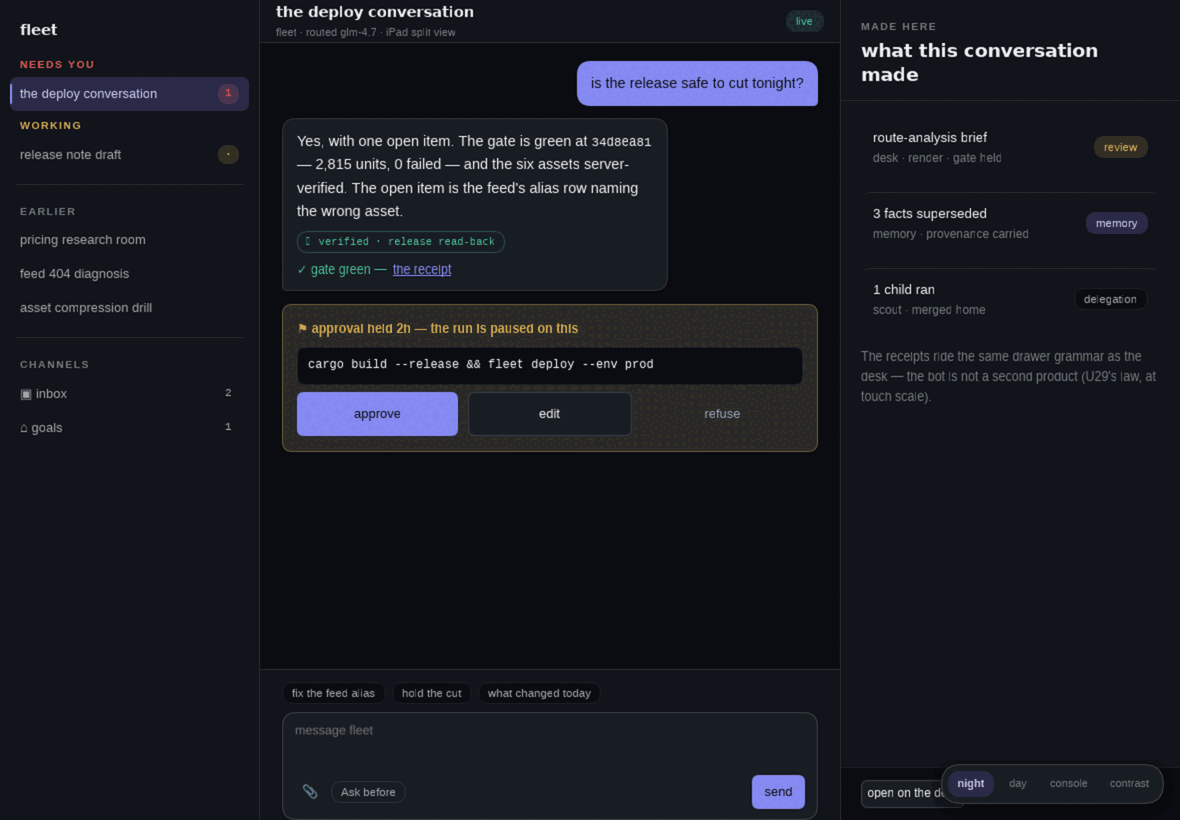 fleet
NEEDS YOU
the deploy conversation 1
WORKING
release note draft ·
EARLIER
pricing research room
feed 404 diagnosis
asset compression drill
CHANNELS
inbox 2
goals 1
the deploy conversation
fleet · routed glm-4.7 · iPad split view
live
is the release safe to cut tonight?
Yes, with one open item. The gate is green at 34d8ea81
— 2,815 units, 0 failed — and the six assets server-
verified. The open item is the feed's alias row naming
the wrong asset.
verified · release read-back
✓ gate green — the receipt
⚑ approval held 2h — the run is paused on this
cargo build --release && fleet deploy --env prod
approve edit refuse
fix the feed alias hold the cut what changed today
message fleet
Ask before send
MADE HERE
what this conversation
made
route-analysis brief
desk · render · gate held
review
3 facts superseded
memory · provenance carried
memory
1 child ran
scout · merged home
delegation
The receipts ride the same drawer grammar as the
desk — the bot is not a second product (U29's law, at
touch scale).
open on the
night day console contrast